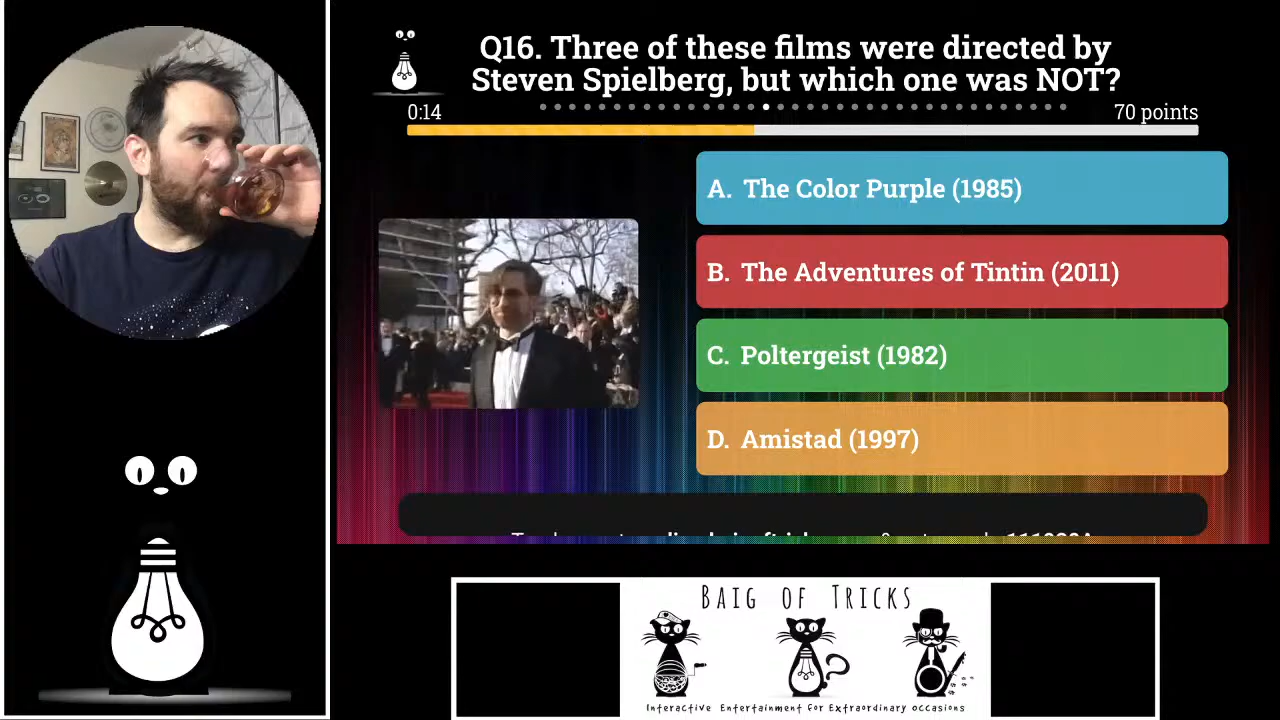 Q16. Three of these films were directed by
Steven Spielberg, but which one was NOT?
0:14
70 points
A. The Color Purple (1985)
B. The Adventures of Tintin (2011)
C. Poltergeist (1982)
D. Amistad (1997)
BAIG OF TRICKS
Interactive Entertainment for Extraordinary Occasions